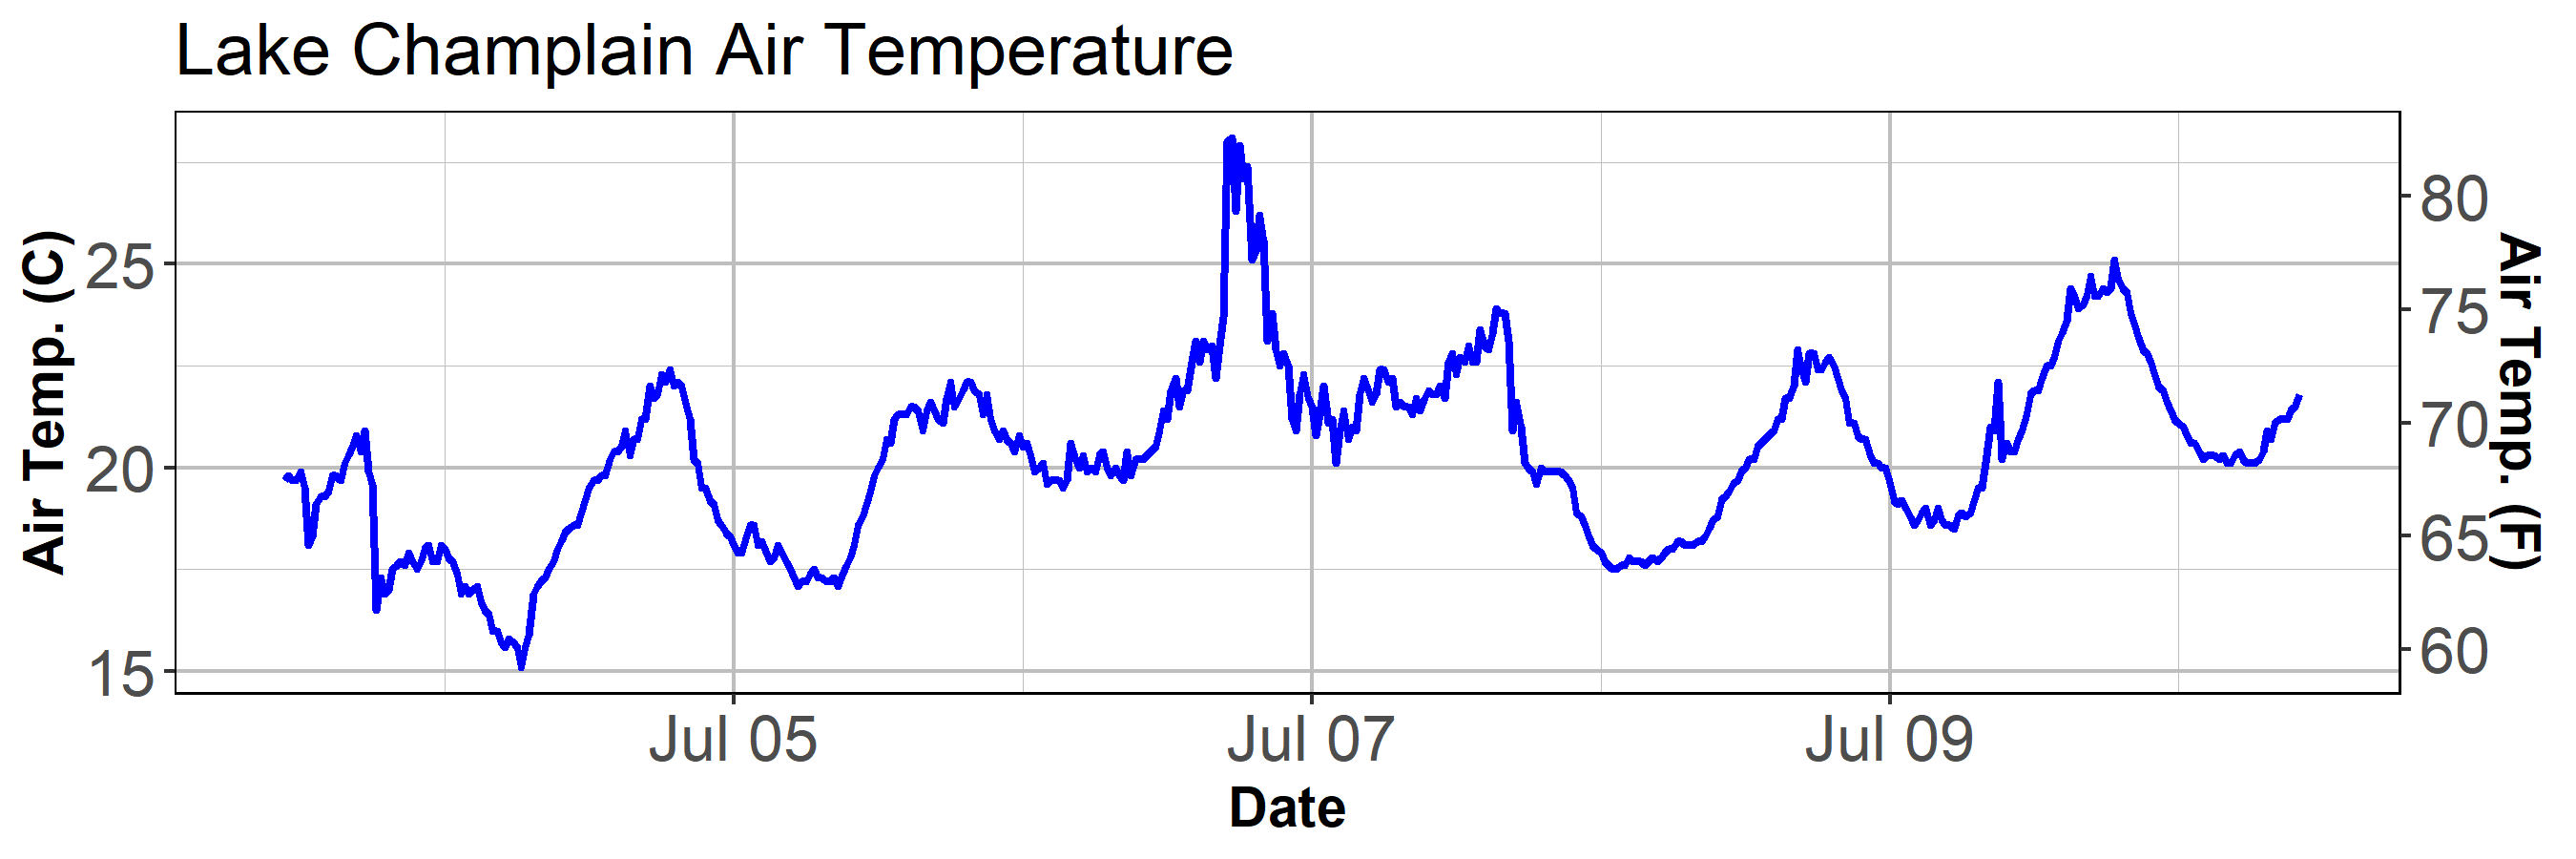 Lake Champlain Air Temperature
Air Temp. (C)
25
20
15
80
75
70
65
60
Air Temp. (F)
Jul 05
Jul 07
Jul 09
Date